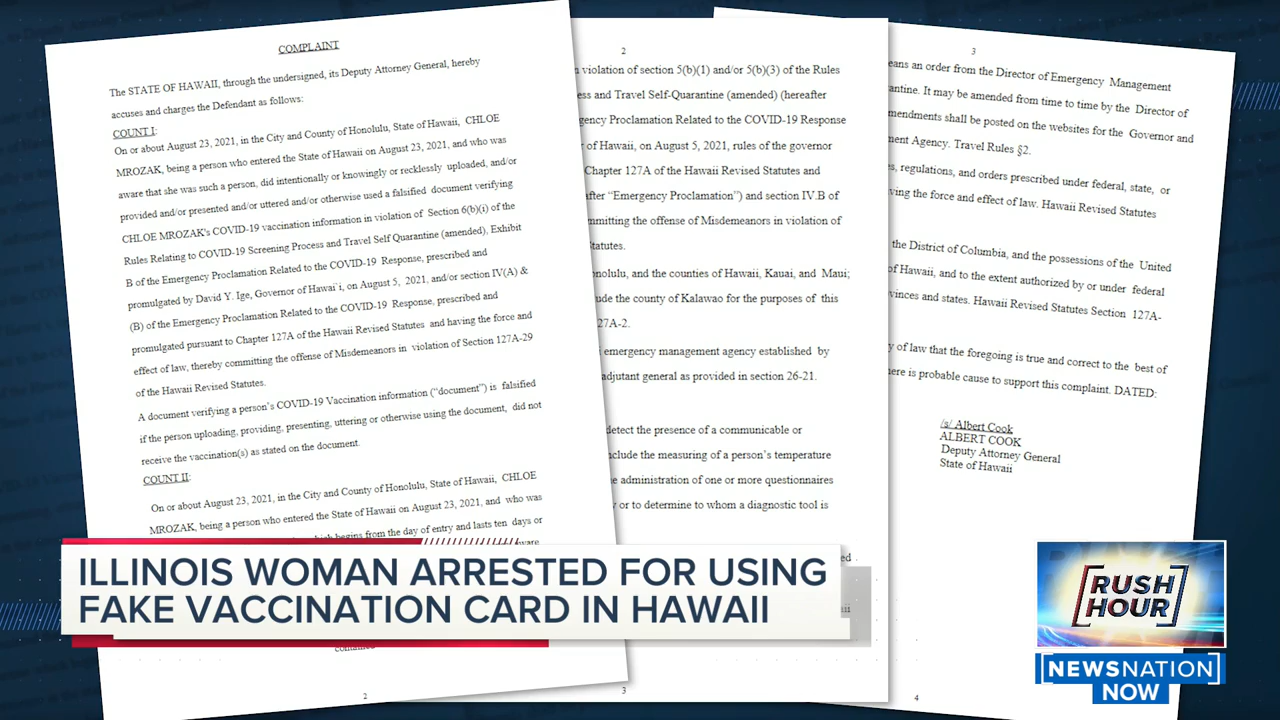 COMPLAINT
The STATE OF HAWAII, through the undersigned, its Deputy Attorney General, hereby
accuses and charges the Defendant as follows:
COUNT I:
On or about August 23, 2021, in the City and County of Honolulu, State of Hawaii, CHLOE
MROZAK, being a person who entered the State of Hawaii on August 23, 2021, and who was
aware that she was such a person, did intentionally or knowingly or recklessly uploaded, and/or
provided and/or presented and/or uttered and/or otherwise used a falsified document verifying
CHLOE MROZAK's COVID-19 vaccination information in violation of Section 6(b)(i) of the
Rules Relating to COVID-19 Screening Process and Travel Self Quarantine (amended), Exhibit
B of the Emergency Proclamation Related to the COVID-19 Response, prescribed and
promulgated by David Y. Ige, Governor of Hawai`i, on August 5, 2021, and/or section IV(A) &
(B) of the Emergency Proclamation Related to the COVID-19 Response, prescribed and
promulgated pursuant to Chapter 127A of the Hawaii Revised Statutes and having the force and
effect of law, thereby committing the offense of Misdemeanors in violation of Section 127A-29
of the Hawaii Revised Statutes.
A document verifying a person's COVID-19 Vaccination information ("document") is falsified
if the person uploading, providing, presenting, uttering or otherwise using the document, did not
receive the vaccination(s) as stated on the document.
COUNT II:
On or about August 23, 2021, in the City and County of Honolulu, State of Hawaii, CHLOE
MROZAK, being a person who entered the State of Hawaii on August 23, 2021, and who was
which begins from the day of entry and lasts ten days or
2
2
n violation of section 5(b)(1) and/or 5(b)(3) of the Rules
ess and Travel Self-Quarantine (amended) (hereafter
gency Proclamation Related to the COVID-19 Response
r of Hawaii, on August 5, 2021, rules of the governor
Chapter 127A of the Hawaii Revised Statutes and
after "Emergency Proclamation") and section IV.B of
mmitting the offense of Misdemeanors in violation of
tatutes.
onolulu, and the counties of Hawaii, Kauai, and Maui;
ude the county of Kalawao for the purposes of this
27A-2.
i emergency management agency established by
adjutant general as provided in section 26-21.
detect the presence of a communicable or
nclude the measuring of a person's temperature
e administration of one or more questionnaires
y or to determine to whom a diagnostic tool is
ed
3
3
eans an order from the Director of Emergency Management
antine. It may be amended from time to time by the Director of
mendments shall be posted on the websites for the Governor and
ment Agency. Travel Rules §2.
s, regulations, and orders prescribed under federal, state, or
ving the force and effect of law. Hawaii Revised Statutes
the District of Columbia, and the possessions of the United
of Hawaii, and to the extent authorized by or under federal
vinces and states. Hawaii Revised Statutes Section 127A-
y of law that the foregoing is true and correct to the best of
here is probable cause to support this complaint. DATED:
/s/ Albert Cook
ALBERT COOK
Deputy Attorney General
State of Hawaii
4
ILLINOIS WOMAN ARRESTED FOR USING
FAKE VACCINATION CARD IN HAWAII
RUSH
HOUR
NEWSNATION
NOW